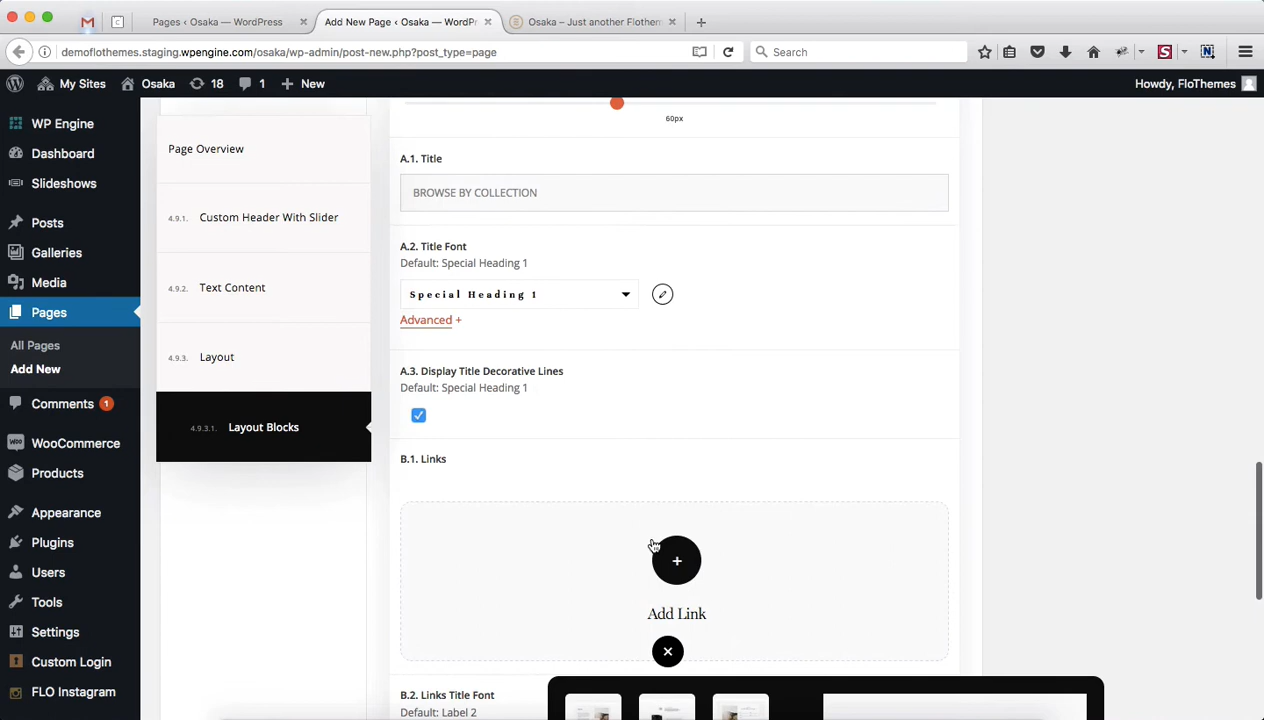 Pages ‹ Osaka — WordPress
Add New Page ‹ Osaka — WordPr
Osaka – Just another Flothem
demoflothemes.staging.wpengine.com/osaka/wp-admin/post-new.php?post_type=page
Search
My Sites
Osaka
18
1
New
Howdy, FloThemes
WP Engine
Dashboard
Slideshows
Posts
Galleries
Media
Pages
All Pages
Add New
Comments 1
WooCommerce
Products
Appearance
Plugins
Users
Tools
Settings
Custom Login
FLO Instagram
Page Overview
4.9.1. Custom Header With Slider
4.9.2. Text Content
4.9.3. Layout
4.9.3.1. Layout Blocks
60px
A.1. Title
BROWSE BY COLLECTION
A.2. Title Font
Default: Special Heading 1
Special Heading 1
Advanced +
A.3. Display Title Decorative Lines
Default: Special Heading 1
B.1. Links
Add Link
B.2. Links Title Font
Default: Label 2